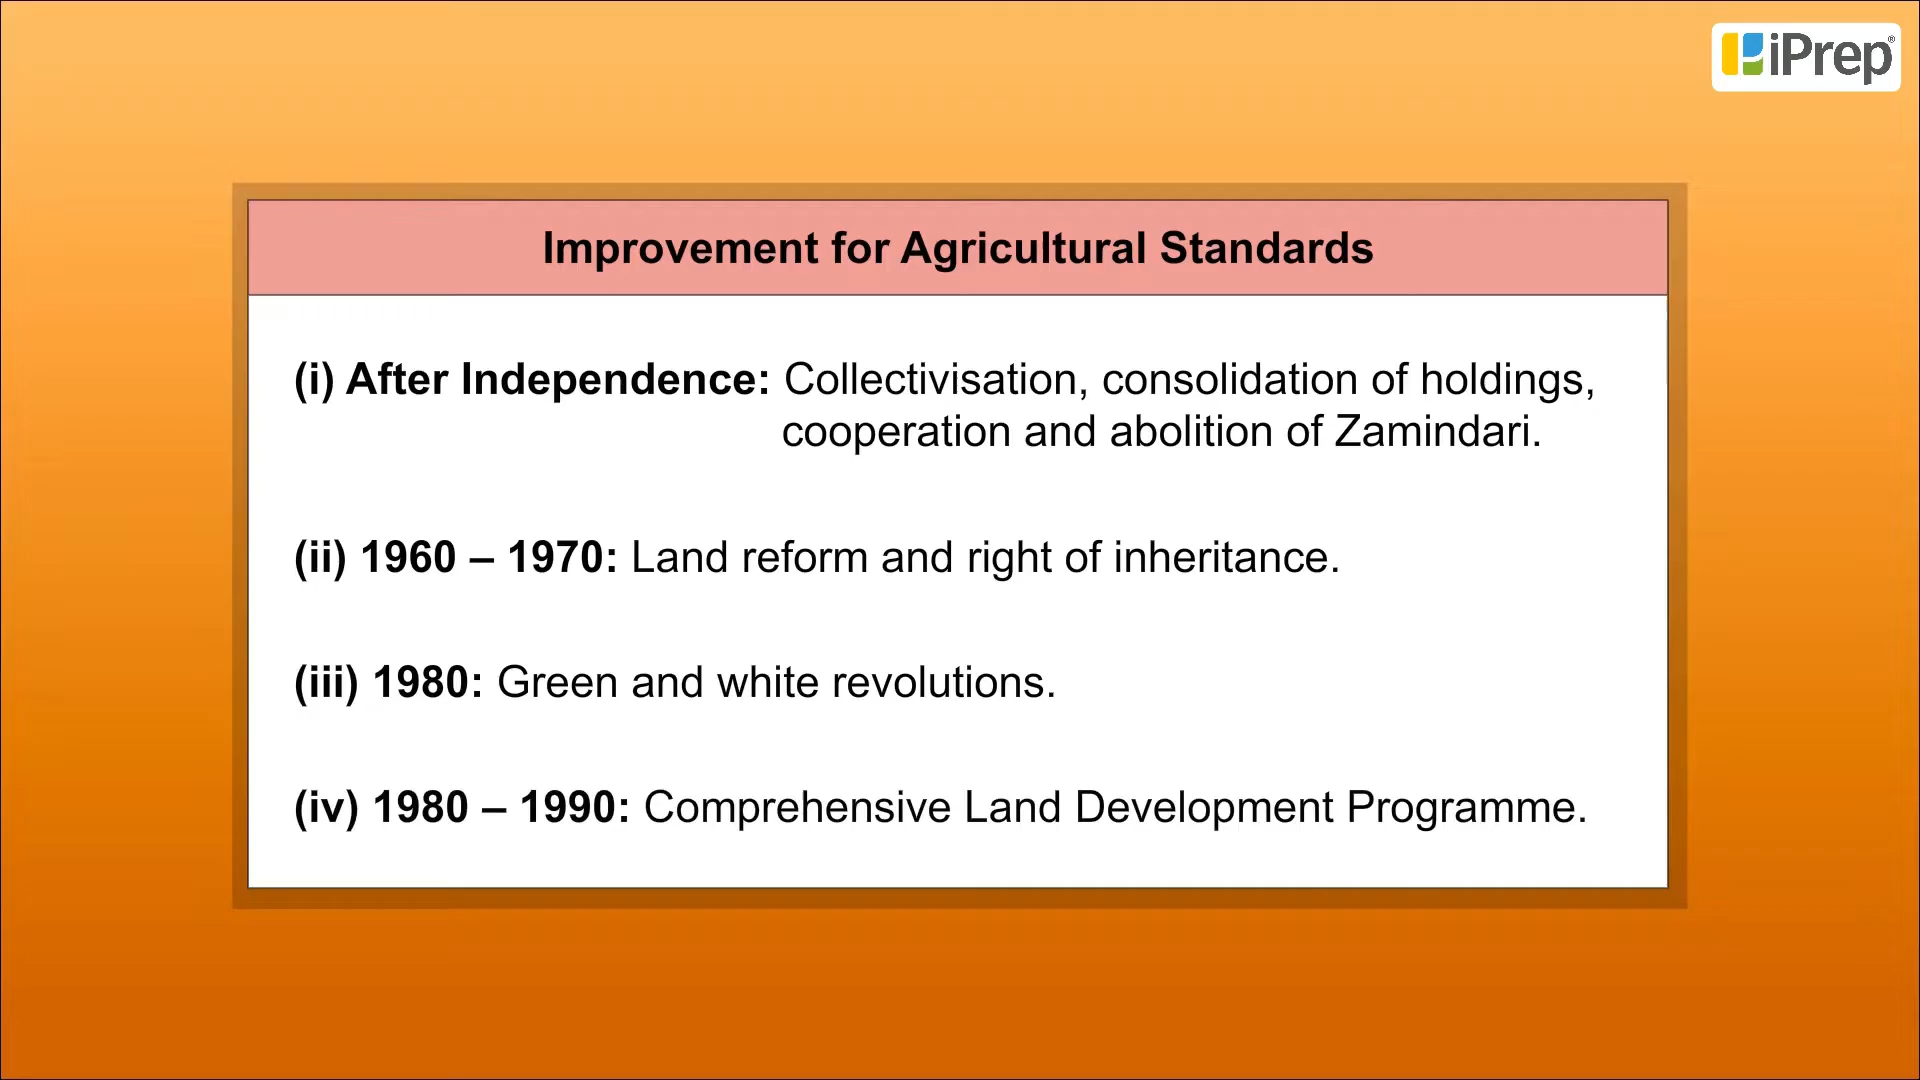 iPrep®
Improvement for Agricultural Standards
(i) After Independence: Collectivisation, consolidation of holdings,
cooperation and abolition of Zamindari.
(ii) 1960 – 1970: Land reform and right of inheritance.
(iii) 1980: Green and white revolutions.
(iv) 1980 – 1990: Comprehensive Land Development Programme.